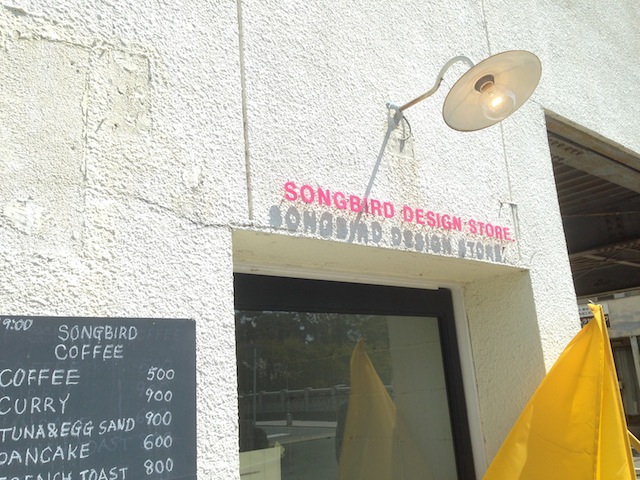 SONGBIRD DESIGN STORE.
9:00
SONGBIRD
COFFEE
COFFEE 500
CURRY 900
TUNA&EGG SAND 900
PANCAKE 600
FRENCH TOAST 800